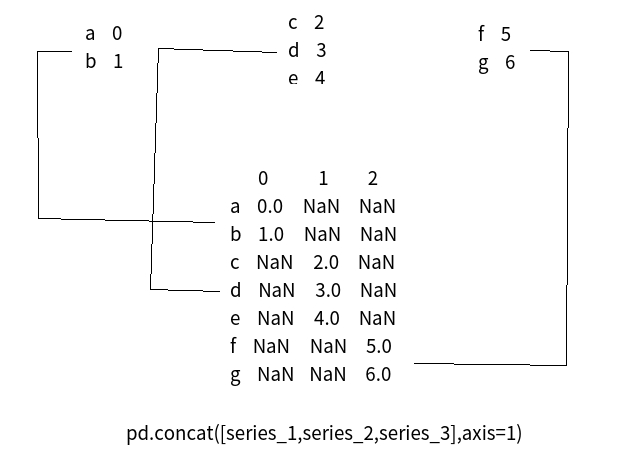 a 0
b 1
c 2
d 3
e 4
f 5
g 6
0 1 2
a 0.0 NaN NaN
b 1.0 NaN NaN
c NaN 2.0 NaN
d NaN 3.0 NaN
e NaN 4.0 NaN
f NaN NaN 5.0
g NaN NaN 6.0
pd.concat([series_1,series_2,series_3],axis=1)